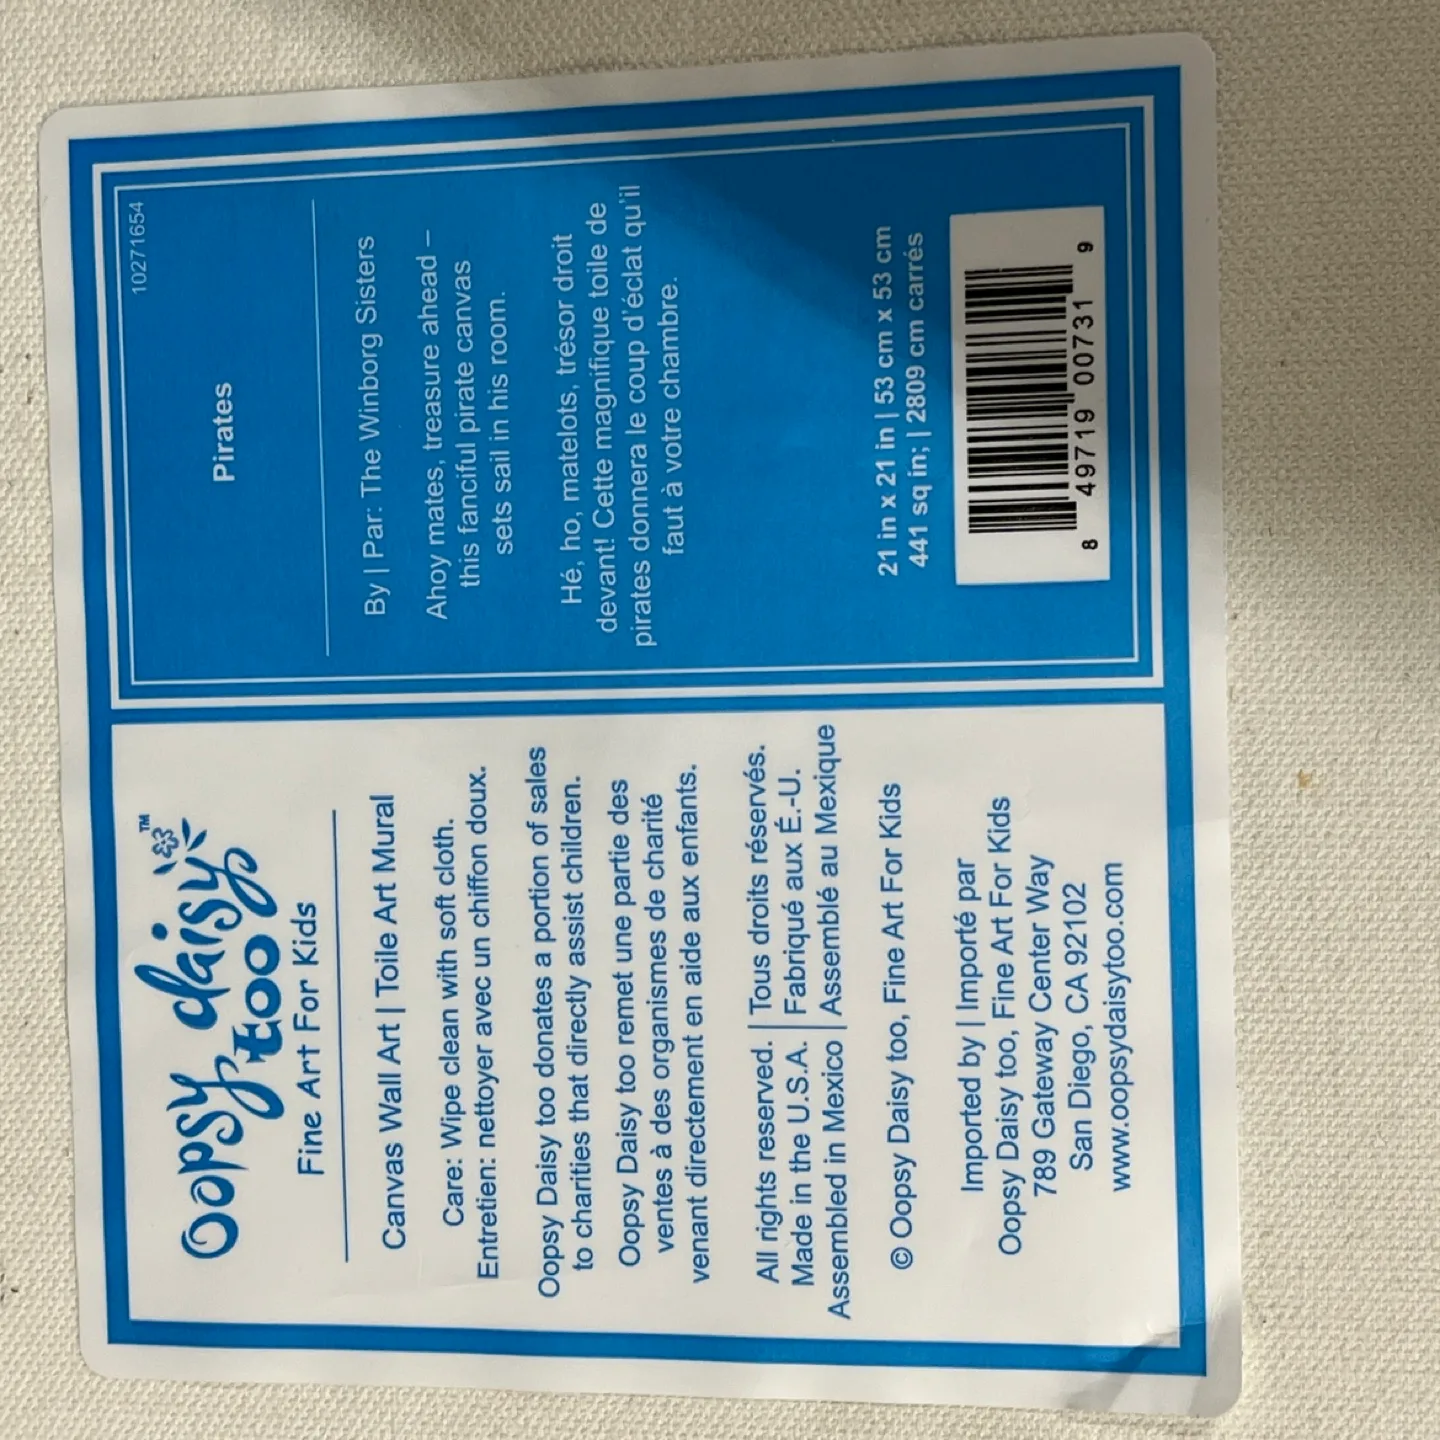 Oopsy daisy™
too
Fine Art For Kids
Canvas Wall Art | Toile Art Mural
Care: Wipe clean with soft cloth.
Entretien: nettoyer avec un chiffon doux.
Oopsy Daisy too donates a portion of sales
to charities that directly assist children.
Oopsy Daisy too remet une partie des
ventes à des organismes de charité
venant directement en aide aux enfants.
All rights reserved. | Tous droits réservés.
Made in the U.S.A. | Fabriqué aux É.-U.
Assembled in Mexico | Assemblé au Mexique
© Oopsy Daisy too, Fine Art For Kids
Imported by | Importé par
Oopsy Daisy too, Fine Art For Kids
789 Gateway Center Way
San Diego, CA 92102
www.oopsydaisytoo.com
10271654
Pirates
By | Par: The Winborg Sisters
Ahoy mates, treasure ahead –
this fanciful pirate canvas
sets sail in his room.
Hé, ho, matelots, trésor droit
devant! Cette magnifique toile de
pirates donnera le coup d'éclat qu'il
faut à votre chambre.
21 in x 21 in | 53 cm x 53 cm
441 sq in; | 2809 cm carrés
8 49719 00731 9